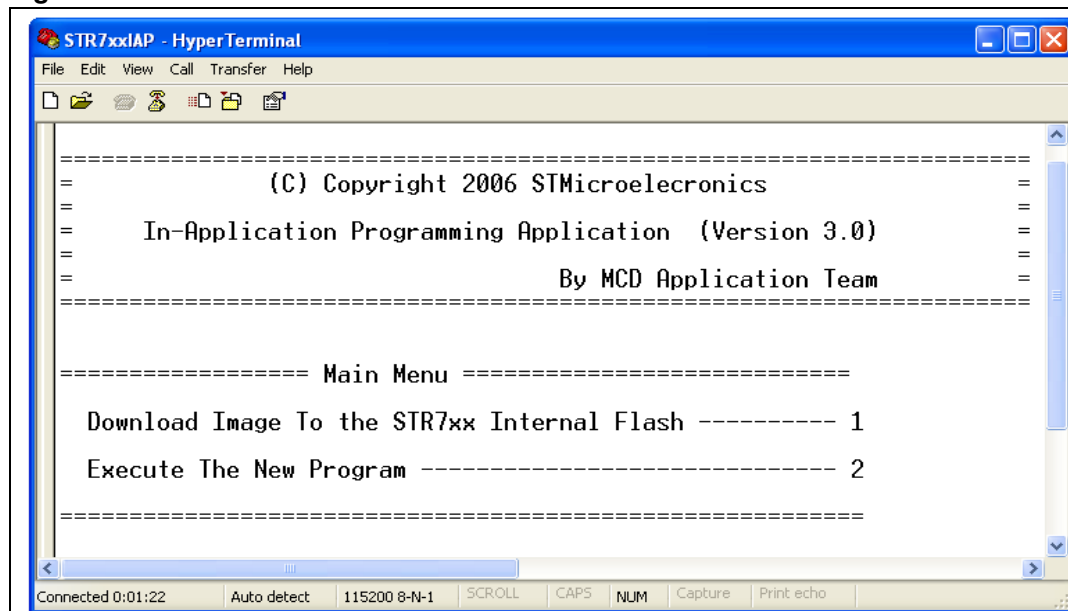 STR7xxIAP - HyperTerminal
File Edit View Call Transfer Help
======================================================================
= (C) Copyright 2006 STMicroelecronics =
= =
= In-Application Programming Application (Version 3.0) =
= =
= By MCD Application Team =
======================================================================
================== Main Menu ============================
Download Image To the STR7xx Internal Flash ---------- 1
Execute The New Program ------------------------------ 2
==========================================================
Connected 0:01:22 Auto detect 115200 8-N-1 SCROLL CAPS NUM Capture Print echo